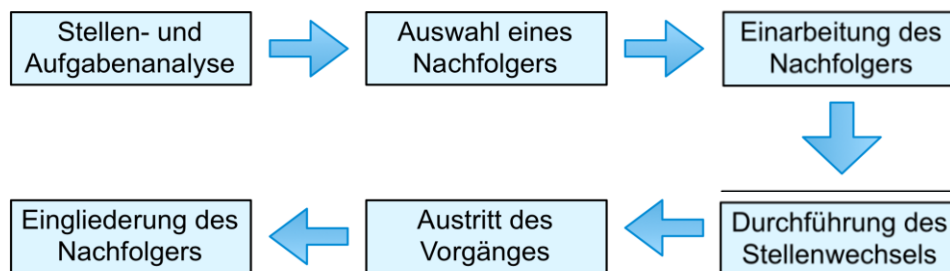 Stellen- und
Aufgabenanalyse
Auswahl eines
Nachfolgers
Einarbeitung des
Nachfolgers
Durchführung des
Stellenwechsels
Austritt des
Vorgänges
Eingliederung des
Nachfolgers